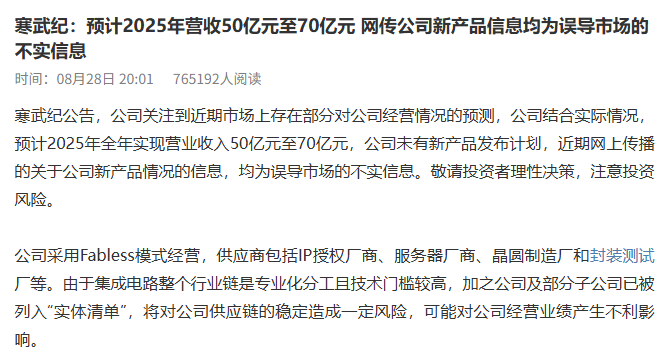 寒武纪：预计2025年营收50亿元至70亿元 网传公司新产品信息均为误导市场的
不实信息
时间：08月28日 20:01 765192人阅读
寒武纪公告，公司关注到近期市场上存在部分对公司经营情况的预测，公司结合实际情况，
预计2025年全年实现营业收入50亿元至70亿元，公司未有新产品发布计划，近期网上传播
的关于公司新产品情况的信息，均为误导市场的不实信息。敬请投资者理性决策，注意投资
风险。
公司采用Fabless模式经营，供应商包括IP授权厂商、服务器厂商、晶圆制造厂和封装测试
厂等。由于集成电路整个行业链是专业化分工且技术门槛较高，加之公司及部分子公司已被
列入“实体清单”，将对公司供应链的稳定造成一定风险，可能对公司经营业绩产生不利影
响。